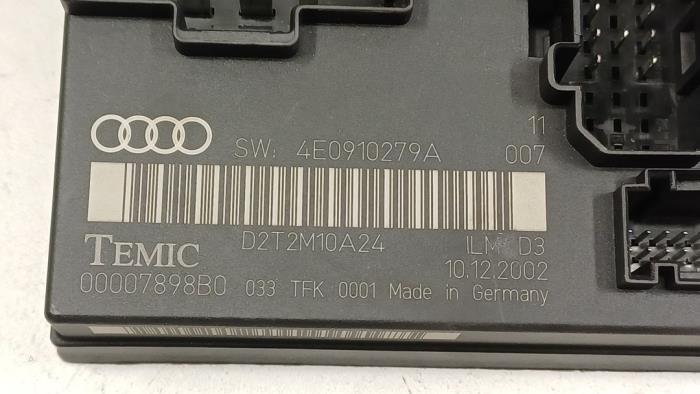 11
SW: 4E0910279A 007
D2T2M10A24 ILM D3
TEMIC 10.12.2002
00007898B0 033 TFK 0001 Made in Germany